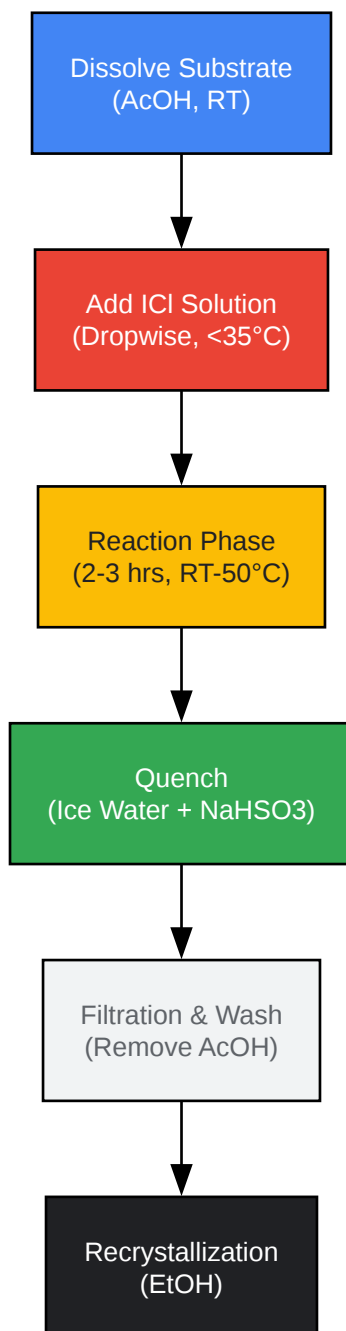 Dissolve Substrate
(AcOH, RT)
Add ICl Solution
(Dropwise, <35°C)
Reaction Phase
(2-3 hrs, RT-50°C)
Quench
(Ice Water + NaHSO3)
Filtration & Wash
(Remove AcOH)
Recrystallization
(EtOH)